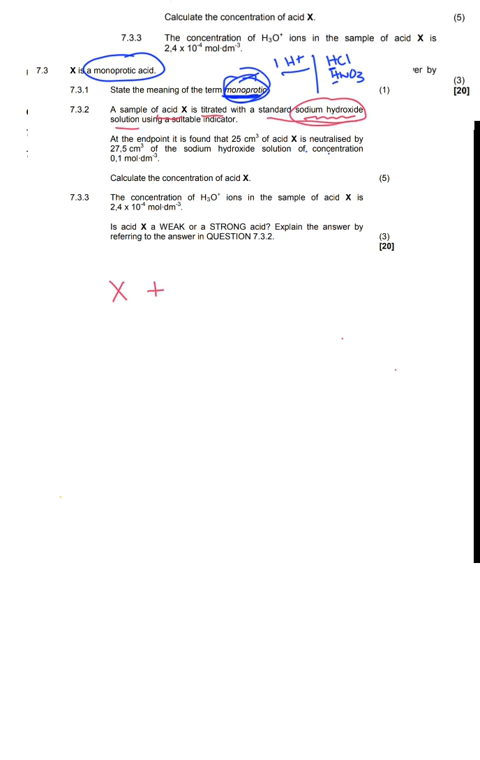 Calculate the concentration of acid X. (5)
7.3.3 The concentration of H₃O⁺ ions in the sample of acid X is
2,4 x 10⁻⁴ mol·dm⁻³.
1 H+ HCl
HNO3
7.3 X is a monoprotic acid. er by
(3)
7.3.1 State the meaning of the term monoprotic (1) [20]
7.3.2 A sample of acid X is titrated with a standard sodium hydroxide
solution using a suitable indicator.
At the endpoint it is found that 25 cm³ of acid X is neutralised by
27,5 cm³ of the sodium hydroxide solution of, concentration
0,1 mol·dm⁻³.
Calculate the concentration of acid X. (5)
7.3.3 The concentration of H₃O⁺ ions in the sample of acid X is
2,4 x 10⁻⁴ mol·dm⁻³.
Is acid X a WEAK or a STRONG acid? Explain the answer by
referring to the answer in QUESTION 7.3.2. (3)
[20]
X +